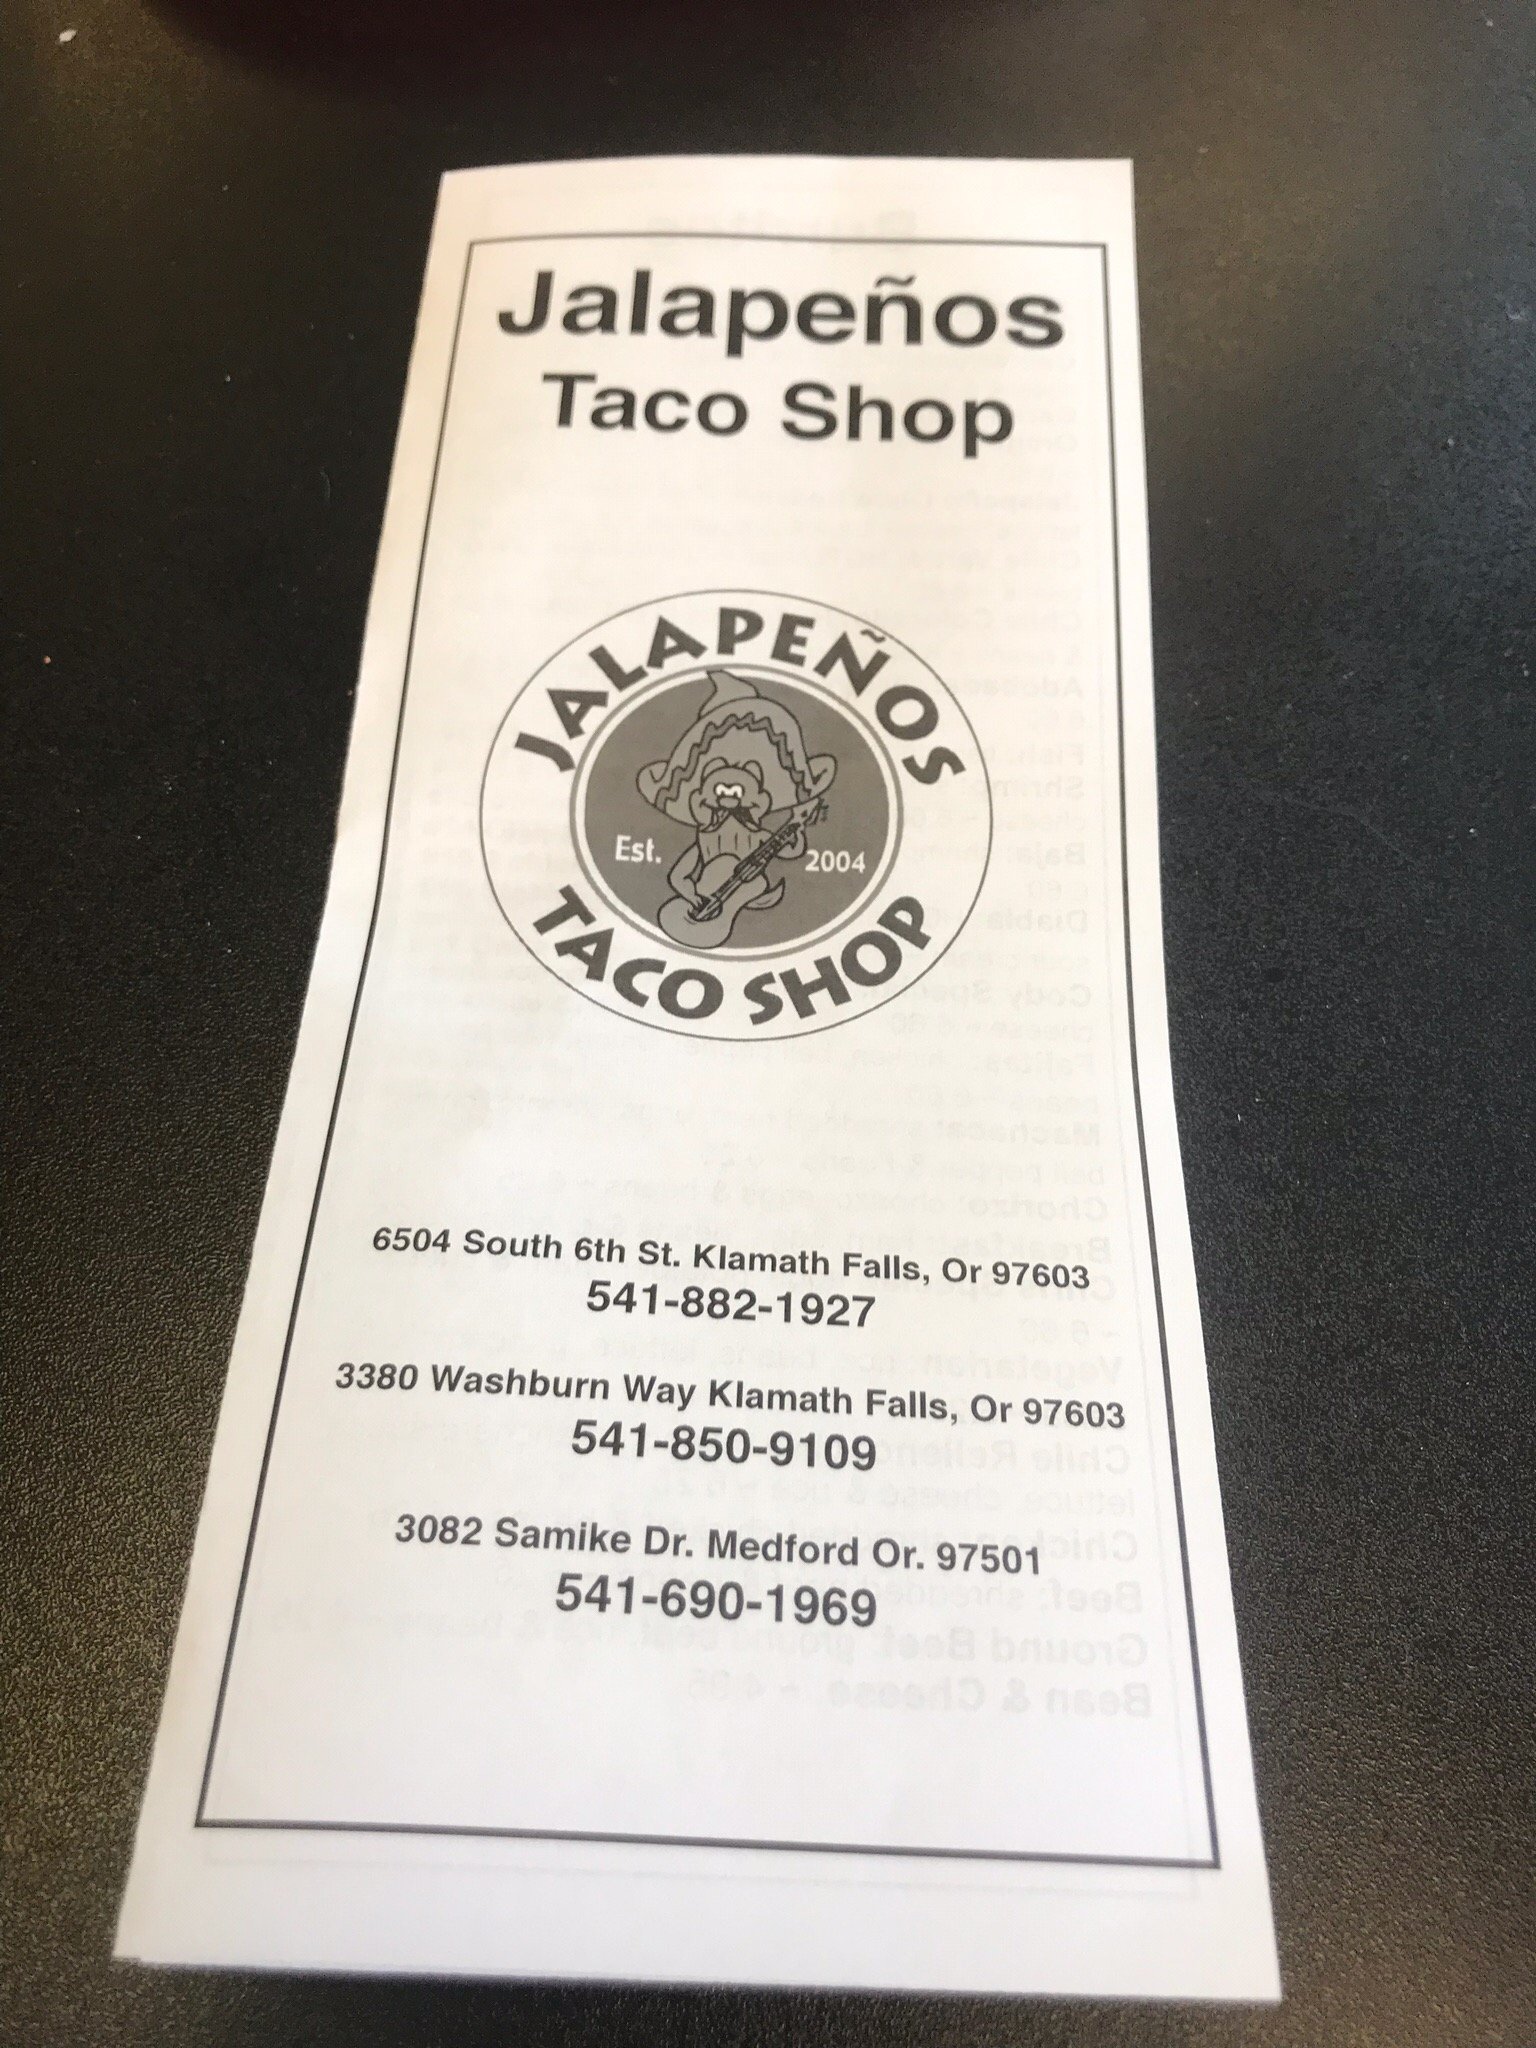 Jalapeños
Taco Shop
JALAPEÑOS
Est. 2004
TACO SHOP
6504 South 6th St. Klamath Falls, Or 97603
541-882-1927
3380 Washburn Way Klamath Falls, Or 97603
541-850-9109
3082 Samike Dr. Medford Or. 97501
541-690-1969